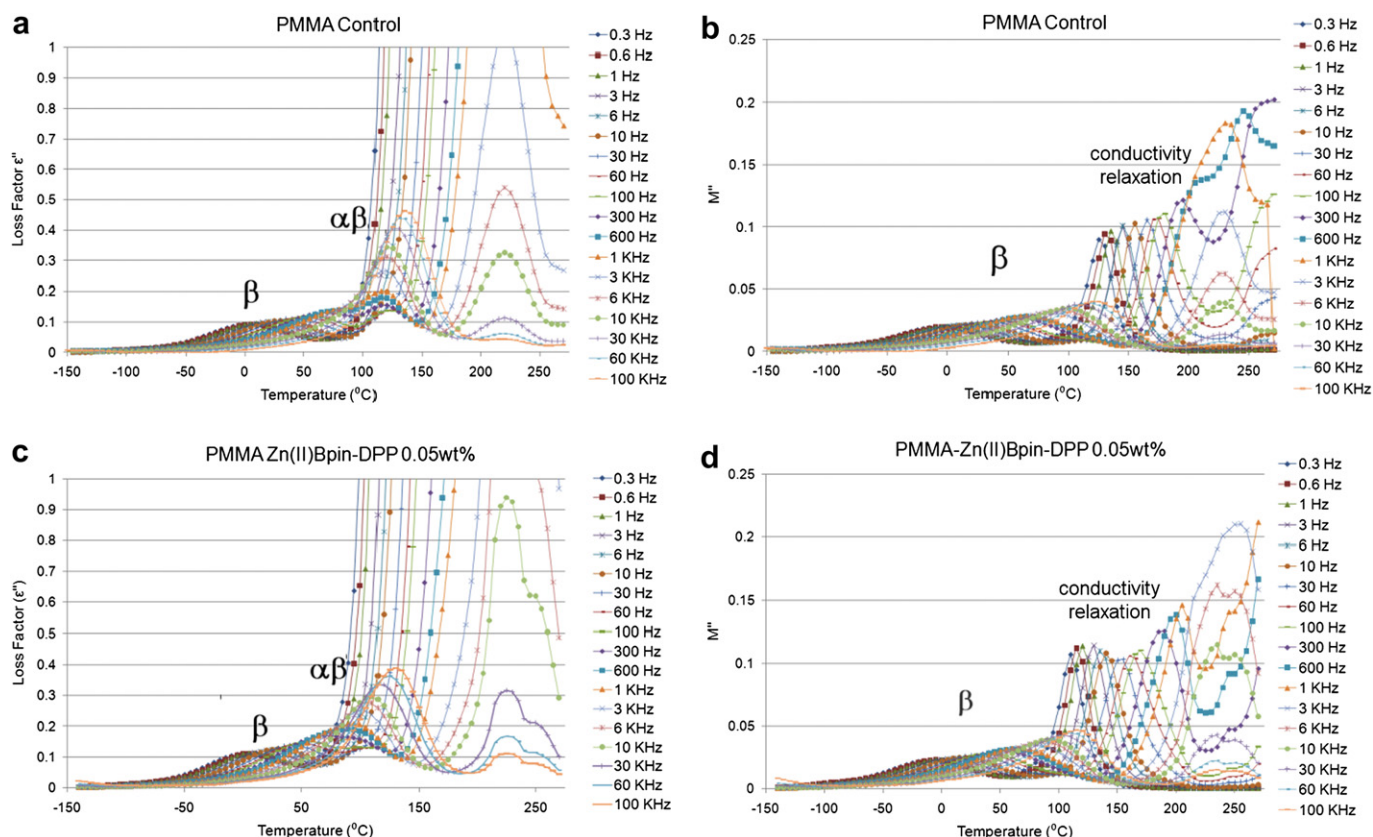 a
PMMA Control
Loss Factor ε"
1
0.9
0.8
0.7
0.6
0.5
0.4
0.3
0.2
0.1
0
β
αβ
-150
-100
-50
0
50
100
150
200
250
Temperature (⁰C)
0.3 Hz
0.6 Hz
1 Hz
3 Hz
6 Hz
10 Hz
30 Hz
60 Hz
100 Hz
300 Hz
600 Hz
1 KHz
3 KHz
6 KHz
10 KHz
30 KHz
60 KHz
100 KHz
b
PMMA Control
M"
0.25
0.2
0.15
0.1
0.05
0
conductivity
relaxation
β
-150
-100
-50
0
50
100
150
200
250
Temperature (⁰C)
0.3 Hz
0.6 Hz
1 Hz
3 Hz
6 Hz
10 Hz
30 Hz
60 Hz
100 Hz
300 Hz
600 Hz
1 KHz
3 KHz
6 KHz
10 KHz
30 KHz
60 KHz
100 KHz
c
PMMA Zn(II)Bpin-DPP 0.05wt%
Loss Factor (ε")
1
0.9
0.8
0.7
0.6
0.5
0.4
0.3
0.2
0.1
0
αβ
β
-150
-50
50
150
250
Temperature (⁰C)
0.3 Hz
0.6 Hz
1 Hz
3 Hz
6 Hz
10 Hz
30 Hz
60 Hz
100 Hz
300 Hz
600 Hz
1 KHz
3 KHz
6 KHz
10 KHz
30 KHz
60 KHz
100 KHz
d
PMMA-Zn(II)Bpin-DPP 0.05wt%
M"
0.25
0.2
0.15
0.1
0.05
0
conductivity
relaxation
β
-150
-100
-50
0
50
100
150
200
250
Temperature (⁰C)
0.3 Hz
0.6 Hz
1 Hz
3 Hz
6 Hz
10 Hz
30 Hz
60 Hz
100 Hz
300 Hz
600 Hz
1 KHz
3 KHz
6 KHz
10 KHz
30 KHz
60 KHz
100 KHz